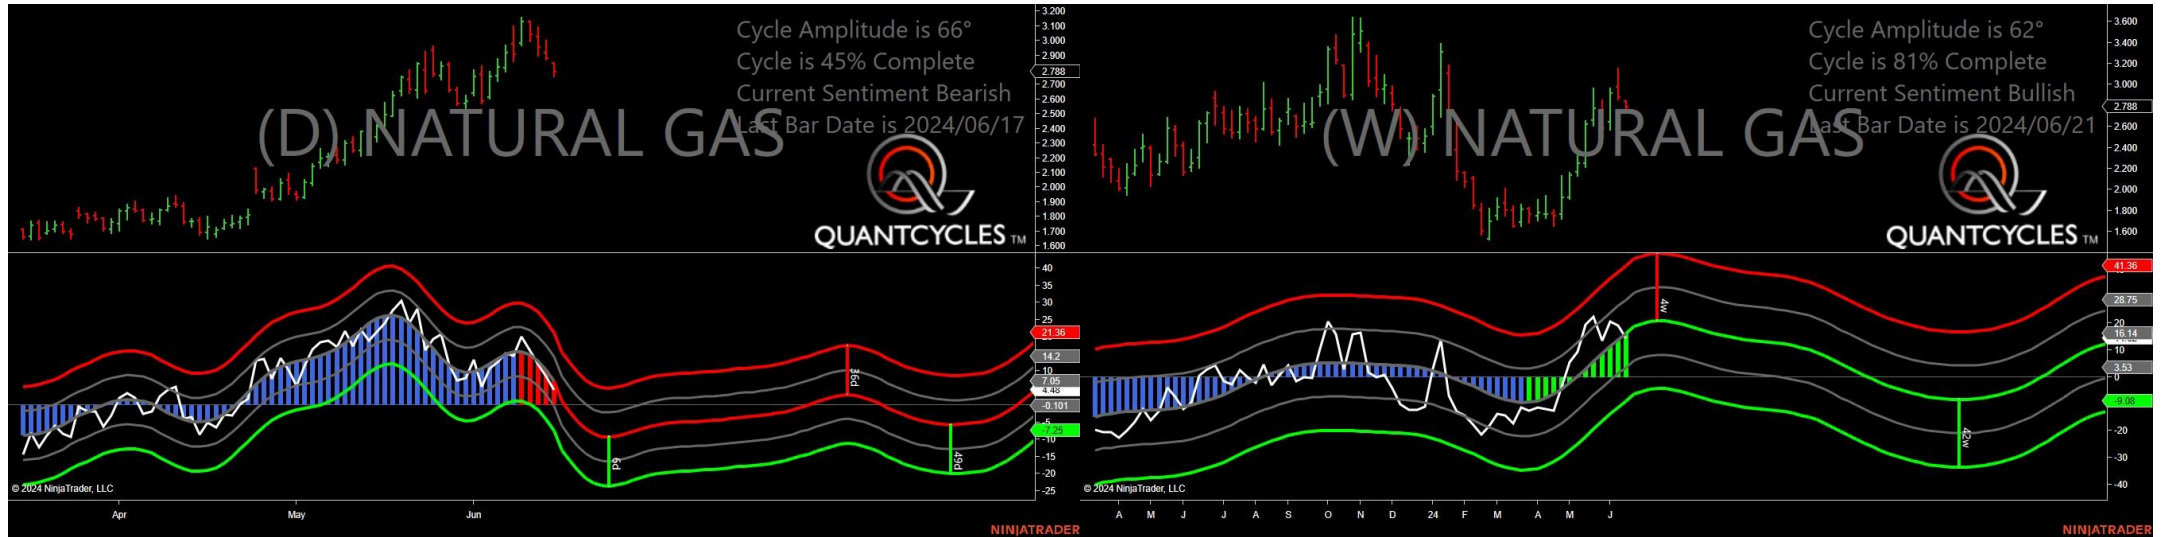 Cycle Amplitude is 66°
Cycle is 45% Complete
Current Sentiment Bearish
Last Bar Date is 2024/06/17
(D) NATURAL GAS
QUANTCYCLES TM
3.200
3.100
3.000
2.900
2.788
2.700
2.600
2.500
2.400
2.300
2.200
2.100
2.000
1.900
1.800
1.700
1.600
40
35
30
25
21.36
14.2
10
7.05
4.48
-0.101
-5
-7.25
-10
-15
-20
-25
6d
36d
49d
© 2024 NinjaTrader, LLC
Apr May Jun
NINJATRADER
Cycle Amplitude is 62°
Cycle is 81% Complete
Current Sentiment Bullish
Last Bar Date is 2024/06/21
(W) NATURAL GAS
QUANTCYCLES TM
3.600
3.400
3.200
3.000
2.788
2.600
2.400
2.200
2.000
1.800
1.600
41.36
28.75
20
16.14
10
3.53
0
-9.08
-20
-30
-40
4w
42w
© 2024 NinjaTrader, LLC
A M J J A S O N D 24 F M A M J
NINJATRADER